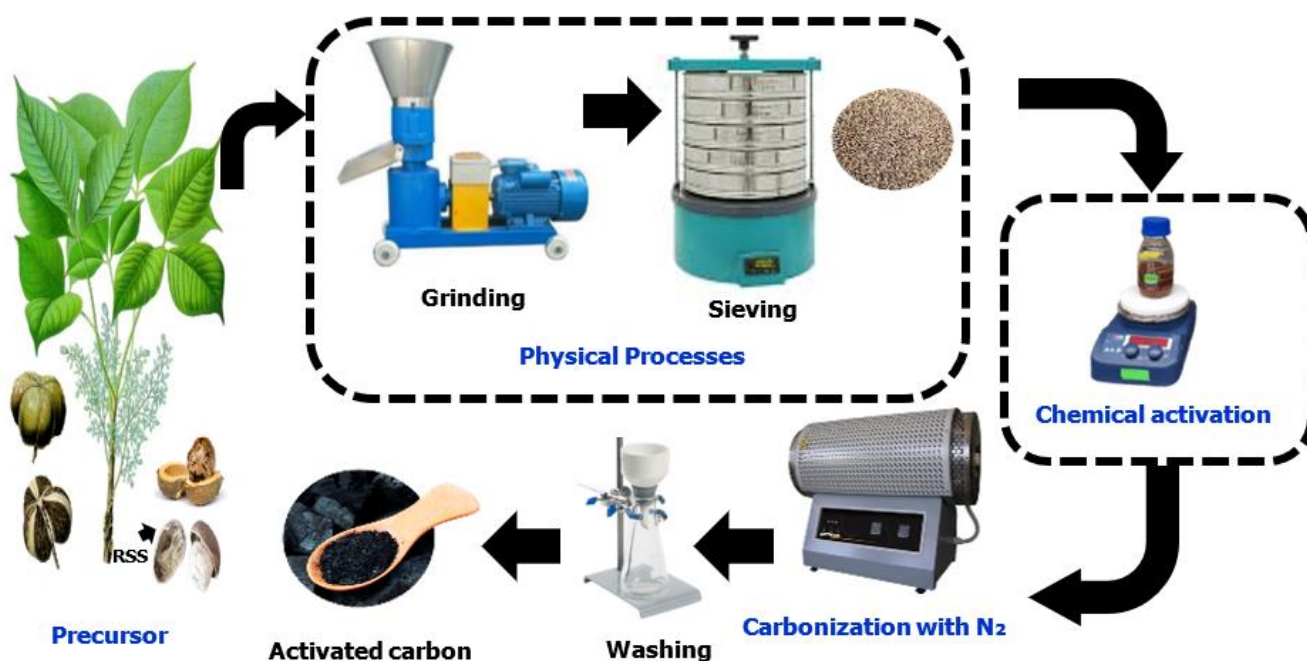 Grinding
Sieving
Physical Processes
Chemical activation
RSS
Precursor
Activated carbon
Washing
Carbonization with N₂